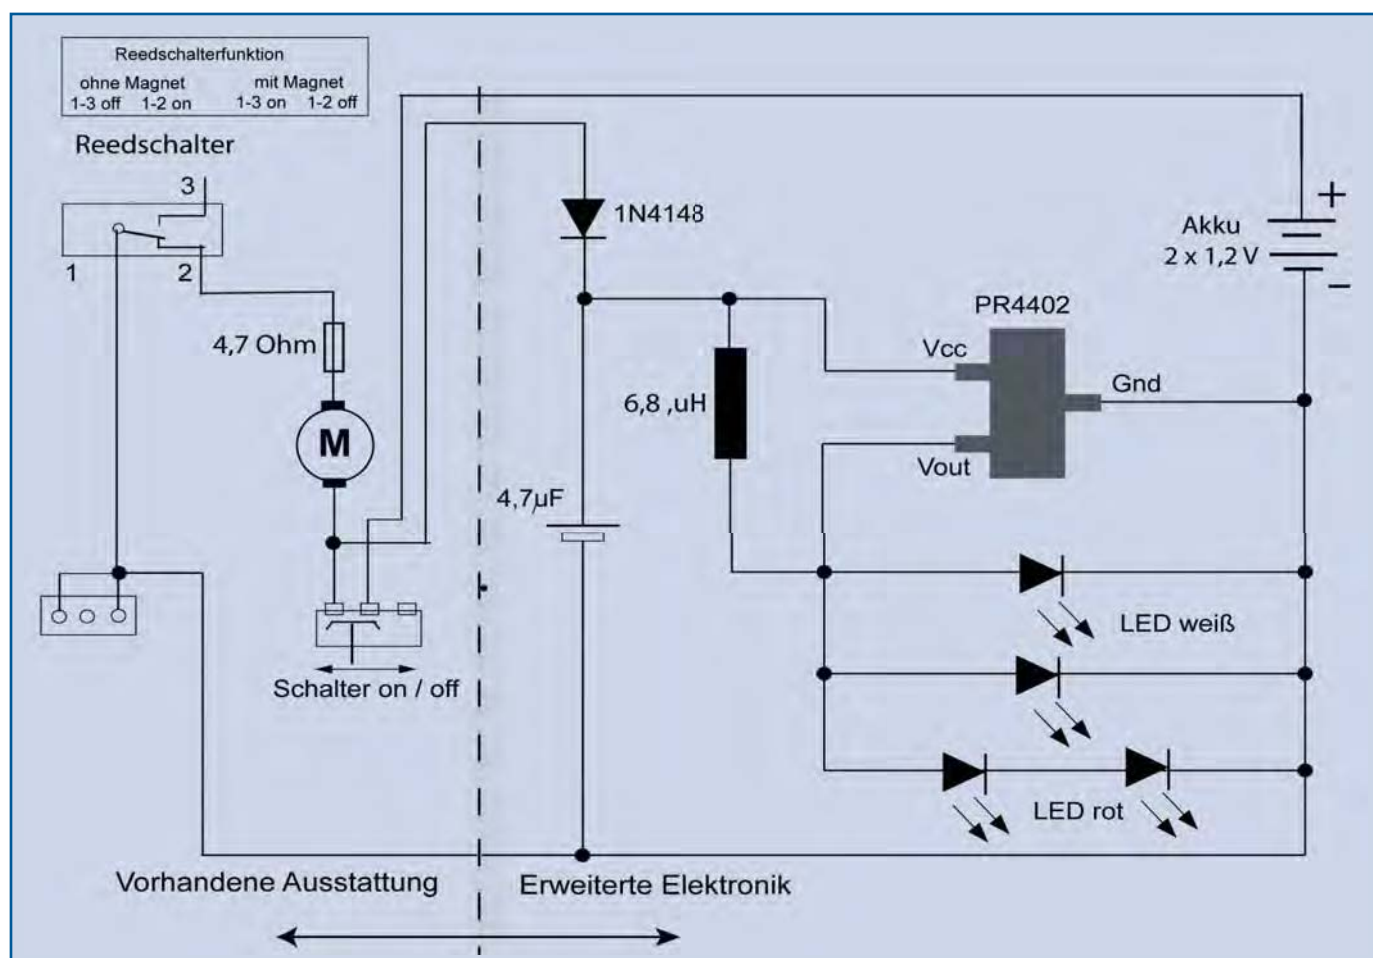 Reedschalterfunktion
ohne Magnet mit Magnet
1-3 off 1-2 on 1-3 on 1-2 off
Reedschalter
3
1
2
4,7 Ohm
M
Schalter on / off
1N4148
6,8 ,uH
4,7µF
PR4402
Vcc
Gnd
Vout
+
Akku
2 x 1,2 V
–
LED weiß
LED rot
Vorhandene Ausstattung
Erweiterte Elektronik